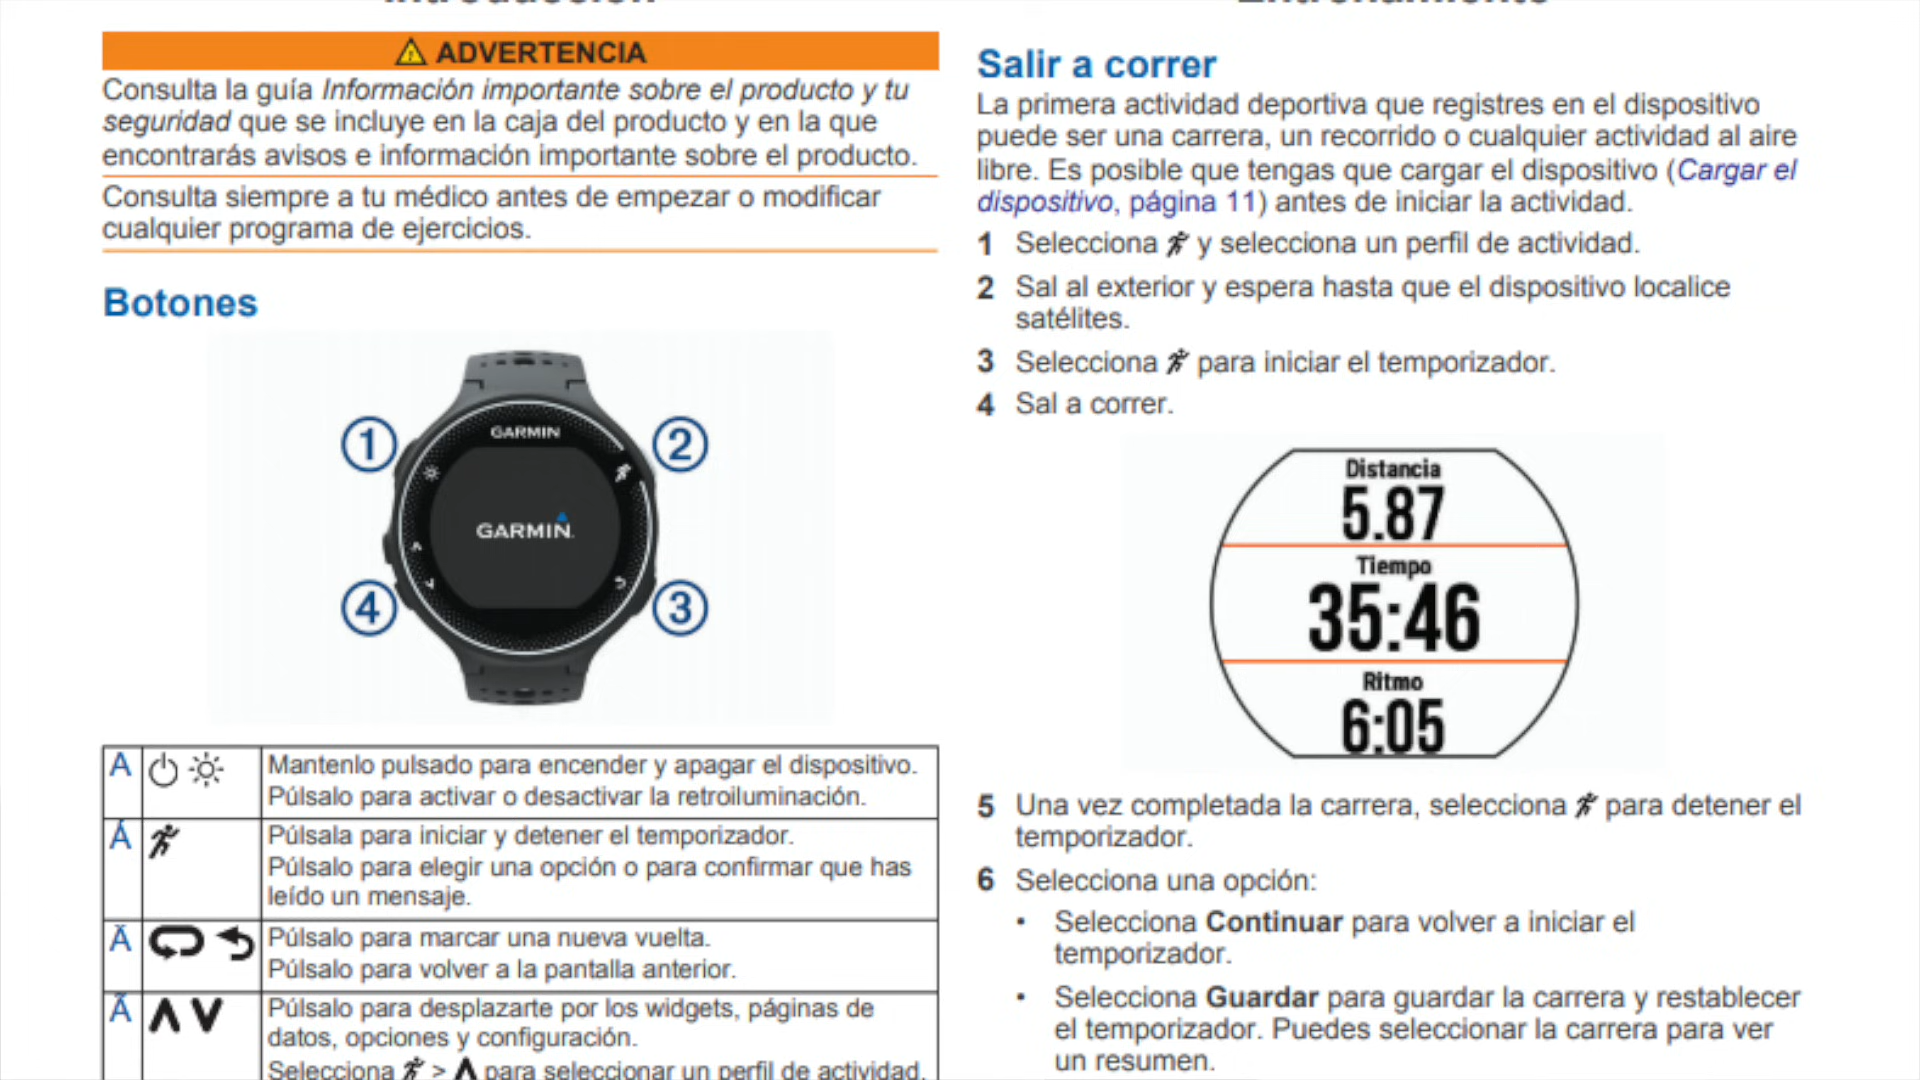 Introducción
ADVERTENCIA
Consulta la guía Información importante sobre el producto y tu
seguridad que se incluye en la caja del producto y en la que
encontrarás avisos e información importante sobre el producto.
Consulta siempre a tu médico antes de empezar o modificar
cualquier programa de ejercicios.
Botones
1
2
GARMIN
GARMIN
4
3
A Mantenlo pulsado para encender y apagar el dispositivo.
Púlsalo para activar o desactivar la retroiluminación.
Á Púlsala para iniciar y detener el temporizador.
Púlsalo para elegir una opción o para confirmar que has
leído un mensaje.
Ă Púlsalo para marcar una nueva vuelta.
Púlsalo para volver a la pantalla anterior.
Ã Púlsalo para desplazarte por los widgets, páginas de
datos, opciones y configuración.
Selecciona > para seleccionar un perfil de actividad.
Entrenamiento
Salir a correr
La primera actividad deportiva que registres en el dispositivo
puede ser una carrera, un recorrido o cualquier actividad al aire
libre. Es posible que tengas que cargar el dispositivo (Cargar el
dispositivo, página 11) antes de iniciar la actividad.
1 Selecciona y selecciona un perfil de actividad.
2 Sal al exterior y espera hasta que el dispositivo localice
satélites.
3 Selecciona para iniciar el temporizador.
4 Sal a correr.
Distancia
5.87
Tiempo
35:46
Ritmo
6:05
5 Una vez completada la carrera, selecciona para detener el
temporizador.
6 Selecciona una opción:
• Selecciona Continuar para volver a iniciar el
temporizador.
• Selecciona Guardar para guardar la carrera y restablecer
el temporizador. Puedes seleccionar la carrera para ver
un resumen.